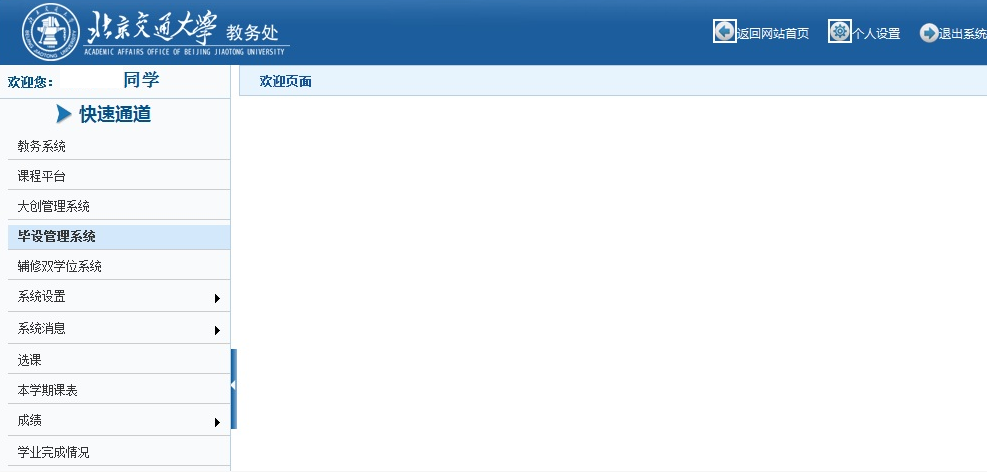 北京交通大学 教务处
ACADEMIC AFFAIRS OFFICE OF BEIJING JIAOTONG UNIVERSITY
返回网站首页 个人设置 退出系统
欢迎您： 同学
欢迎页面
快速通道
教务系统
课程平台
大创管理系统
毕设管理系统
辅修双学位系统
系统设置
系统消息
选课
本学期课表
成绩
学业完成情况